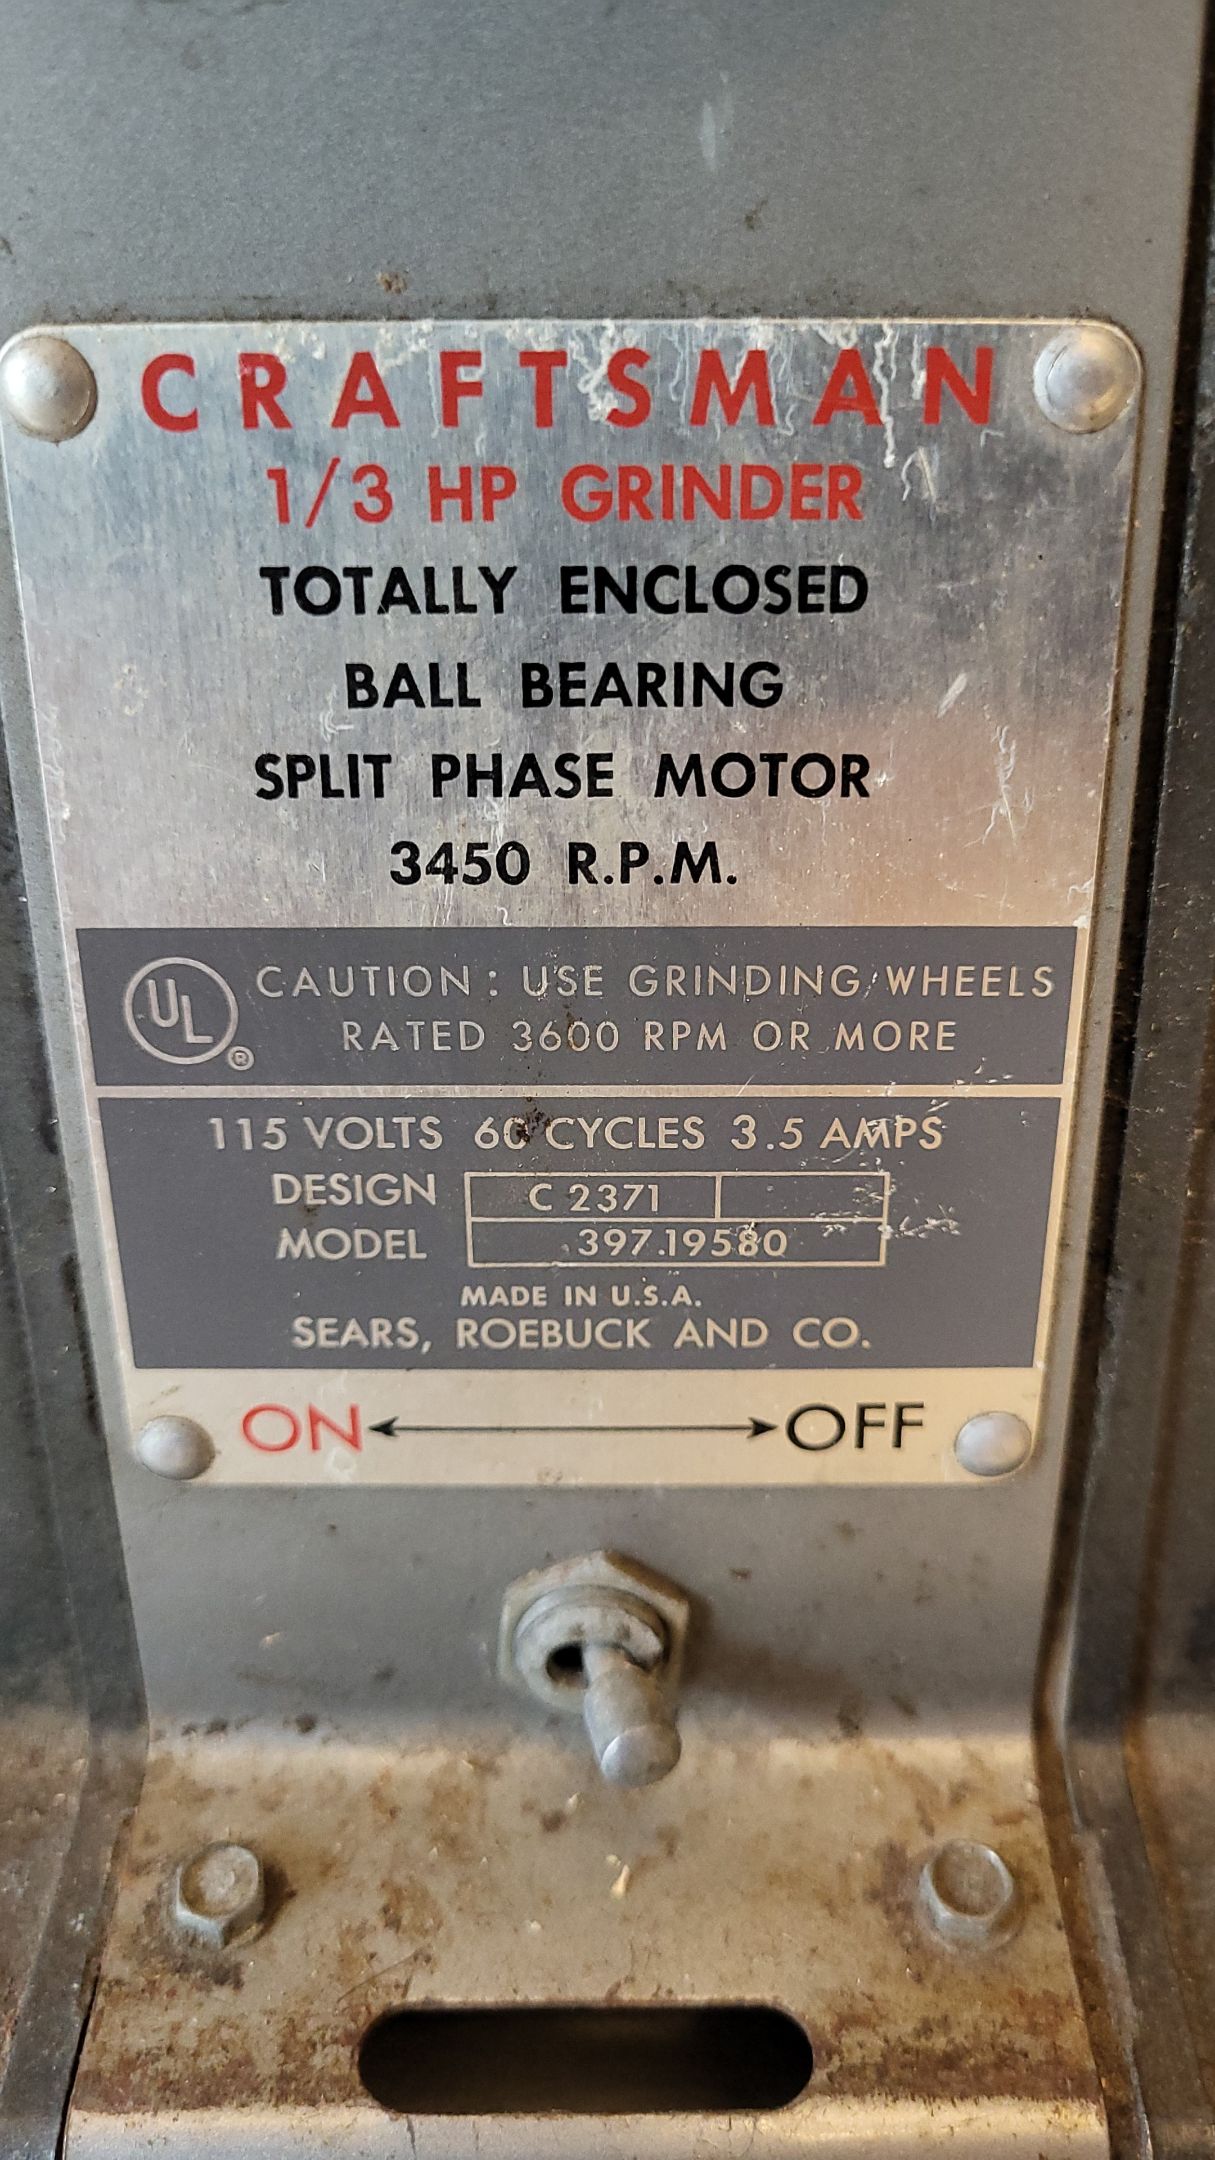 CRAFTSMAN
1/3 HP GRINDER
TOTALLY ENCLOSED
BALL BEARING
SPLIT PHASE MOTOR
3450 R.P.M.
UL ® CAUTION: USE GRINDING WHEELS
RATED 3600 RPM OR MORE
115 VOLTS 60 CYCLES 3.5 AMPS
DESIGN C 2371
MODEL 397.19580
MADE IN U.S.A.
SEARS, ROEBUCK AND CO.
ON OFF